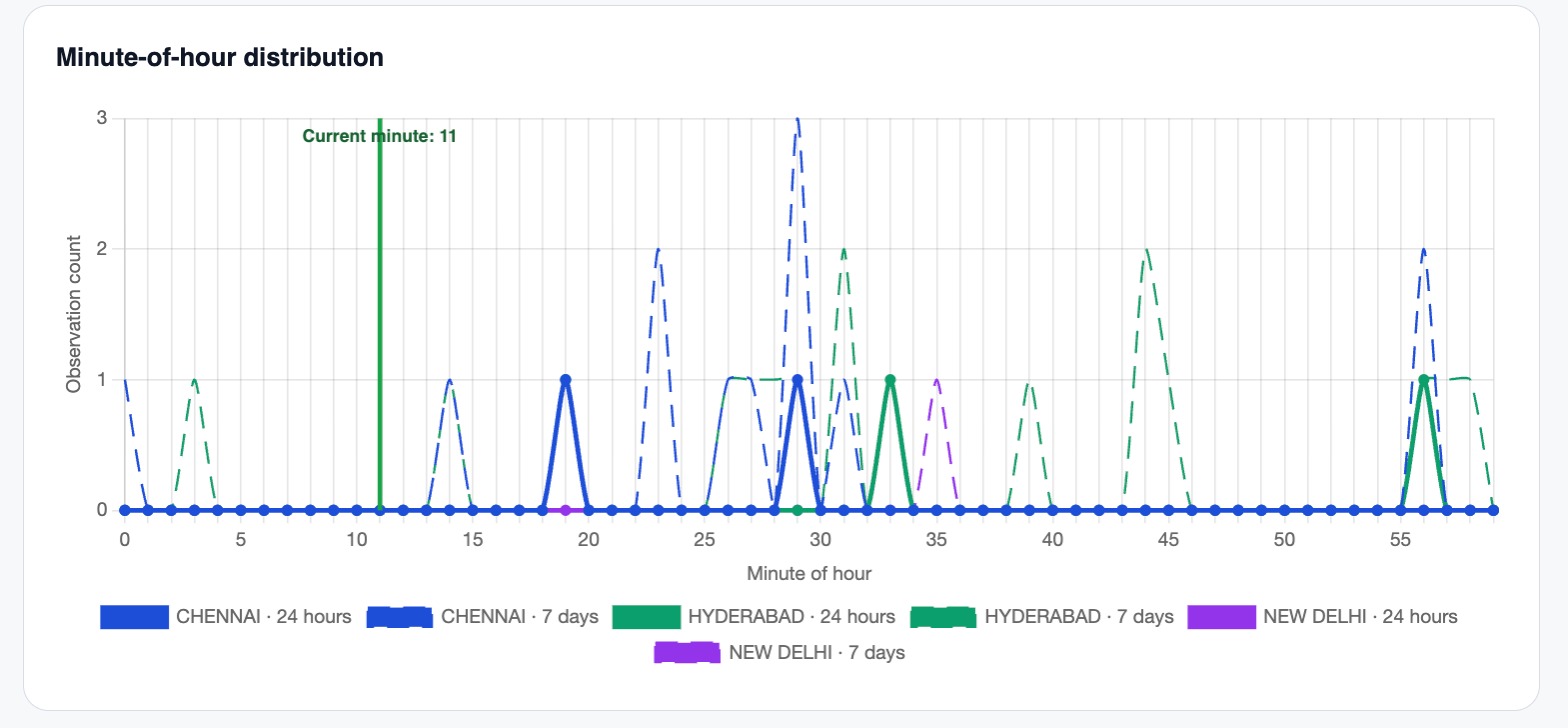 Minute-of-hour distribution
Current minute: 11
3
2
1
0
Observation count
0 5 10 15 20 25 30 35 40 45 50 55
Minute of hour
CHENNAI · 24 hours CHENNAI · 7 days HYDERABAD · 24 hours HYDERABAD · 7 days NEW DELHI · 24 hours
NEW DELHI · 7 days